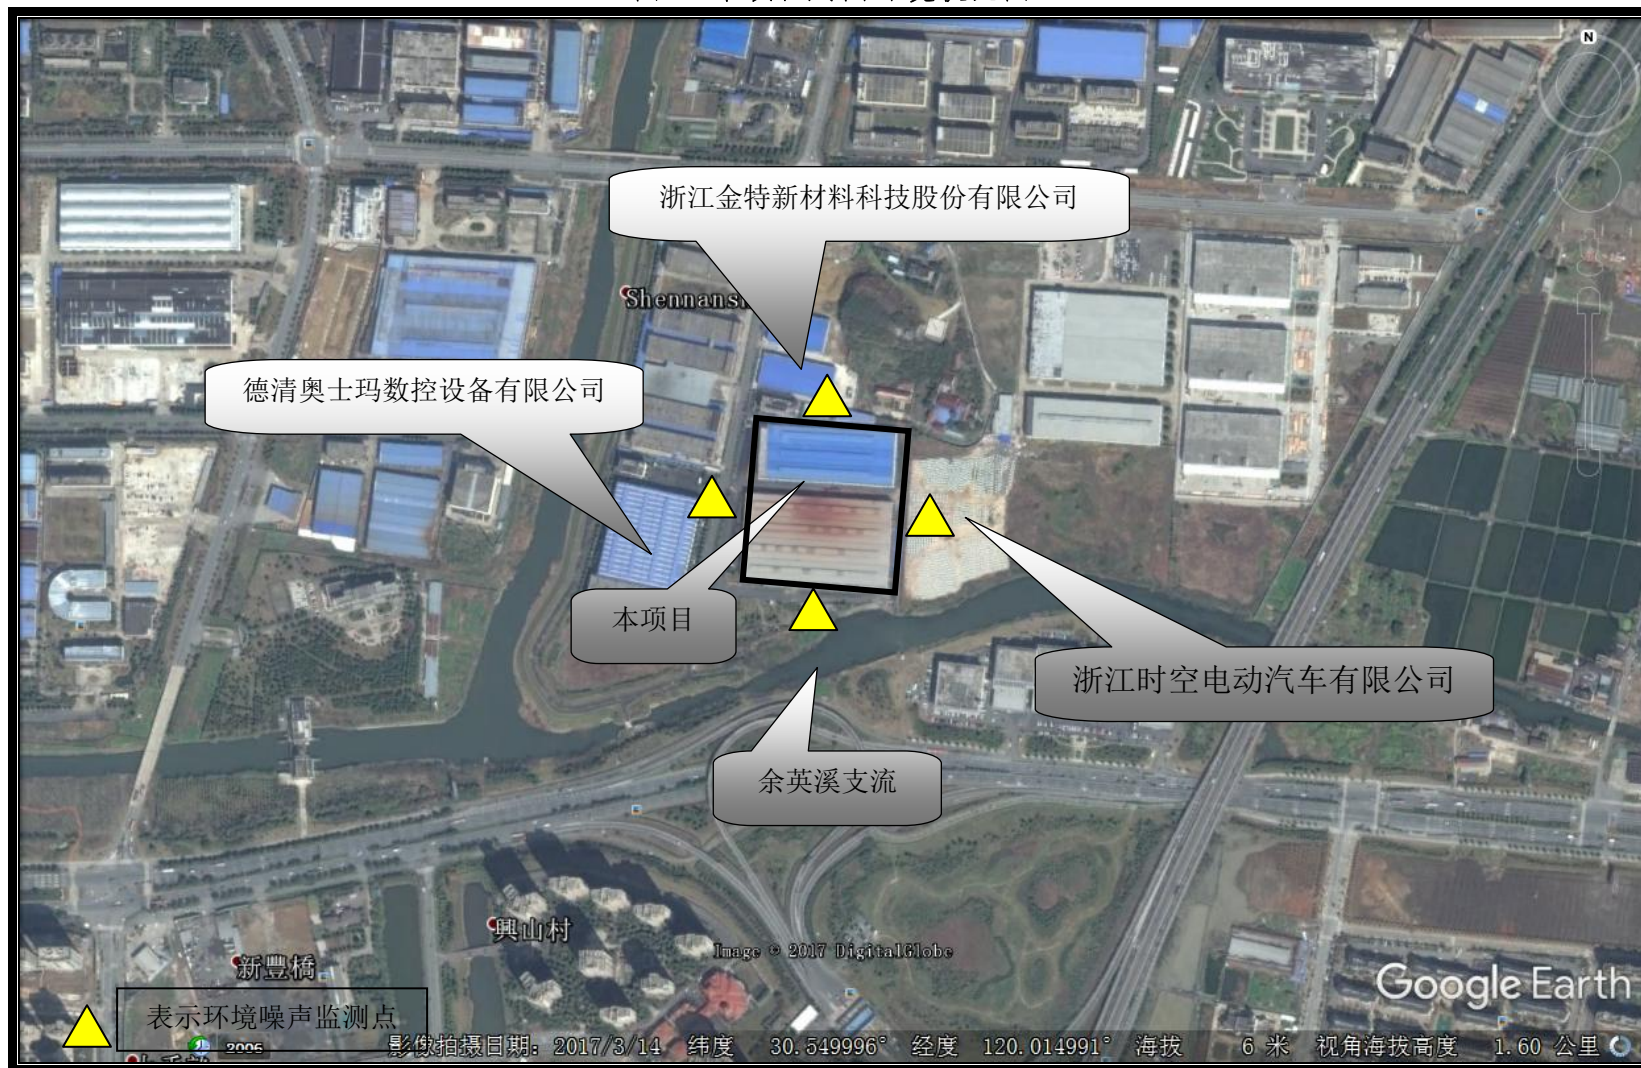 N
浙江金特新材料科技股份有限公司
Shennansh
德清奥士玛数控设备有限公司
本项目
浙江时空电动汽车有限公司
余英溪支流
興山村
Image © 2017 DigitalGlobe
新豐橋
Google Earth
表示环境噪声监测点
2006
影像拍摄日期: 2017/3/14 纬度 30.549996° 经度 120.014991° 海拔 6 米 视角海拔高度 1.60 公里